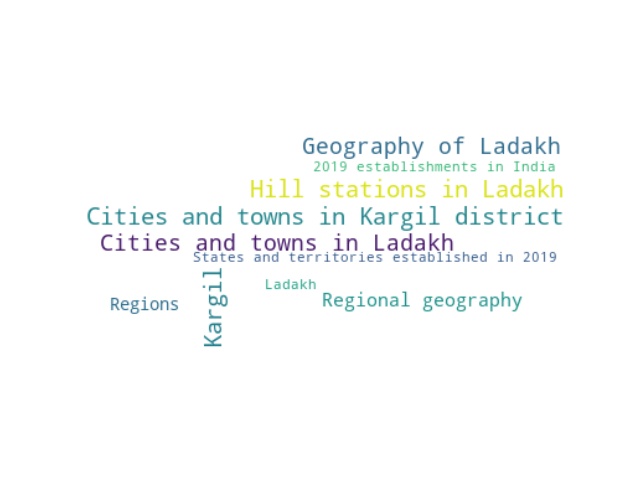 Geography of Ladakh
2019 establishments in India
Hill stations in Ladakh
Cities and towns in Kargil district
Cities and towns in Ladakh
States and territories established in 2019
Ladakh
Regions
Kargil
Regional geography